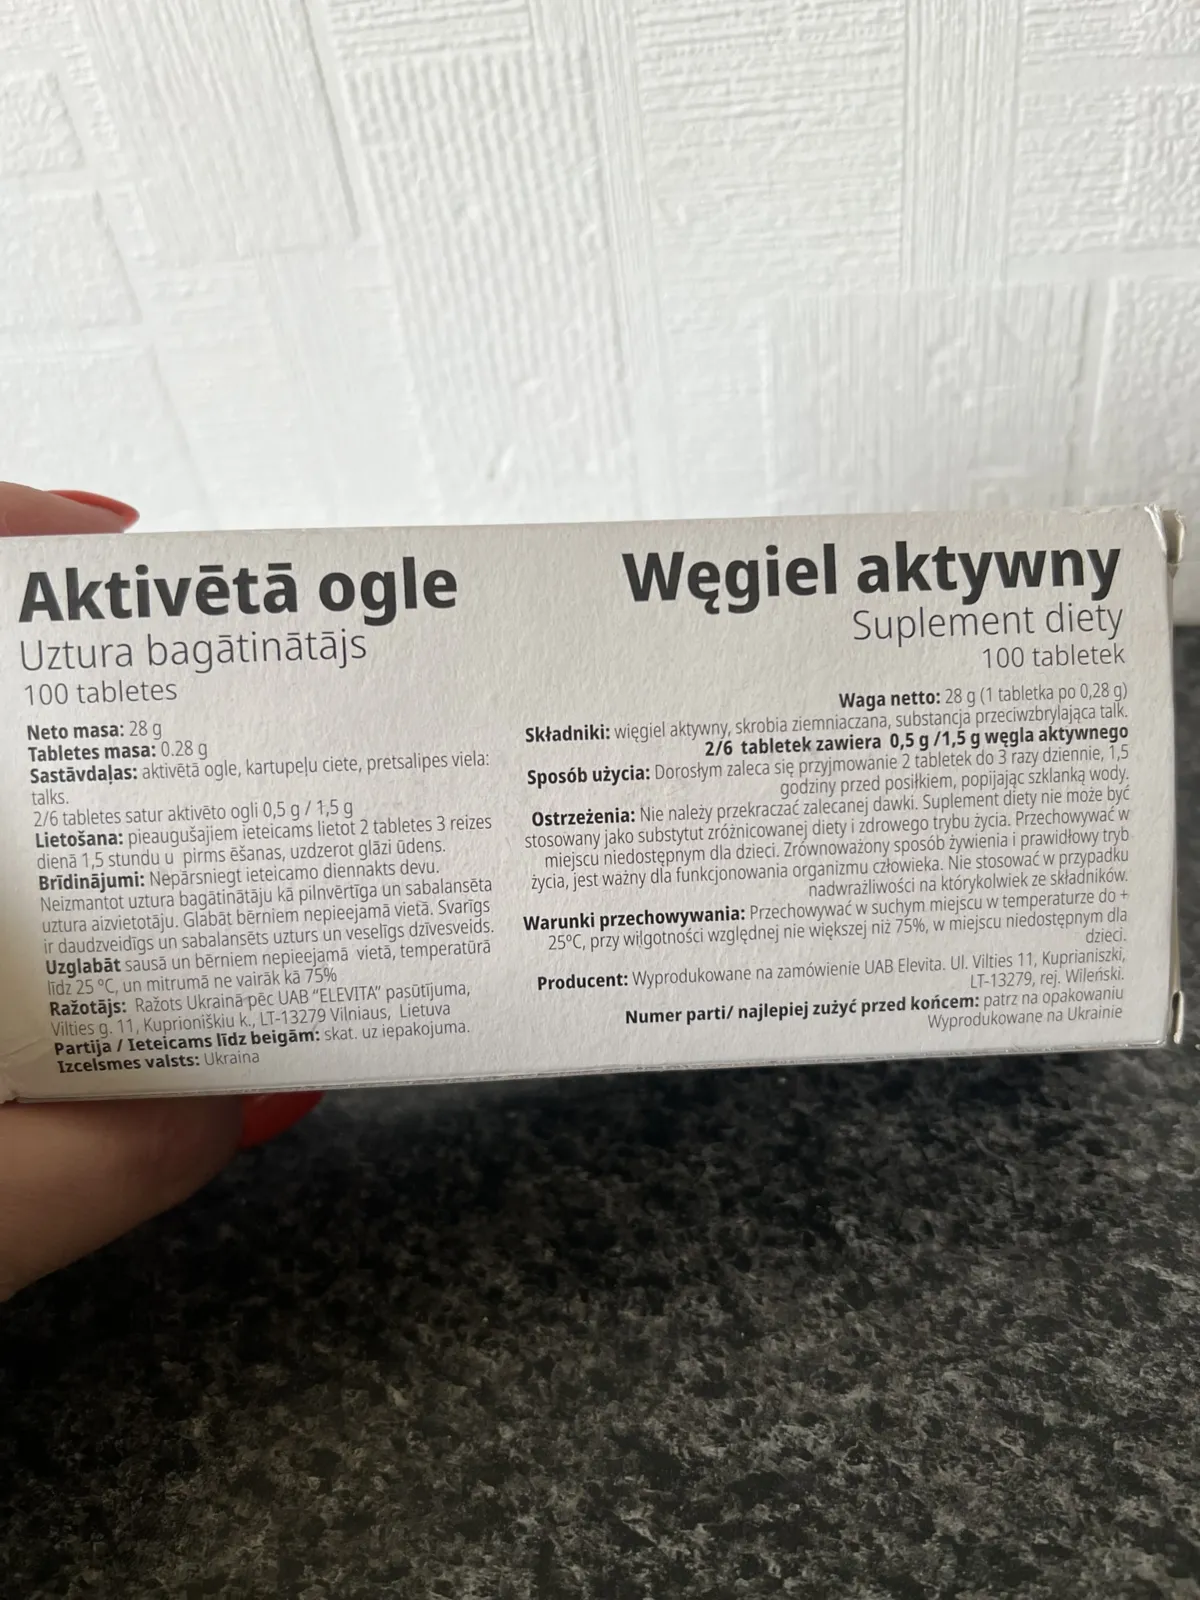 Aktivētā ogle
Uztura bagātinātājs
100 tabletes
Neto masa: 28 g
Tabletes masa: 0.28 g
Sastāvdaļas: aktivētā ogle, kartupeļu ciete, pretsalipes viela:
talks.
2/6 tabletes satur aktivēto ogli 0,5 g / 1,5 g
Lietošana: pieaugušajiem ieteicams lietot 2 tabletes 3 reizes
dienā 1,5 stundu u pirms ēšanas, uzdzerot glāzi ūdens.
Brīdinājumi: Nepārsniegt ieteicamo diennakts devu.
Neizmantot uztura bagātinātāju kā pilnvērtīga un sabalansēta
uztura aizvietotāju. Glabāt bērniem nepieejamā vietā. Svarīgs
ir daudzveidīgs un sabalansēts uzturs un veselīgs dzīvesveids.
Uzglabāt sausā un bērniem nepieejamā vietā, temperatūrā
līdz 25 °C, un mitrumā ne vairāk kā 75%
Ražotājs: Ražots Ukrainā pēc UAB “ELEVITA” pasūtījuma,
Vilties g. 11, Kuprioniškiu k., LT-13279 Vilniaus, Lietuva
Partija / Ieteicams līdz beigām: skat. uz iepakojuma.
Izcelsmes valsts: Ukraina
Węgiel aktywny
Suplement diety
100 tabletek
Waga netto: 28 g (1 tabletka po 0,28 g)
Składniki: węgiel aktywny, skrobia ziemniaczana, substancja przeciwzbrylająca talk.
2/6 tabletek zawiera 0,5 g /1,5 g węgla aktywnego
Sposób użycia: Dorosłym zaleca się przyjmowanie 2 tabletek do 3 razy dziennie, 1,5
godziny przed posiłkiem, popijając szklanką wody.
Ostrzeżenia: Nie należy przekraczać zalecanej dawki. Suplement diety nie może być
stosowany jako substytut zróżnicowanej diety i zdrowego trybu życia. Przechowywać w
miejscu niedostępnym dla dzieci. Zrównoważony sposób żywienia i prawidłowy tryb
życia, jest ważny dla funkcjonowania organizmu człowieka. Nie stosować w przypadku
nadwrażliwości na którykolwiek ze składników.
Warunki przechowywania: Przechowywać w suchym miejscu w temperaturze do +
25°C, przy wilgotności względnej nie większej niż 75%, w miejscu niedostępnym dla
dzieci.
Producent: Wyprodukowane na zamówienie UAB Elevita. Ul. Vilties 11, Kuprianiszki,
LT-13279, rej. Wileński.
Numer parti/ najlepiej zużyć przed końcem: patrz na opakowaniu
Wyprodukowane na Ukrainie